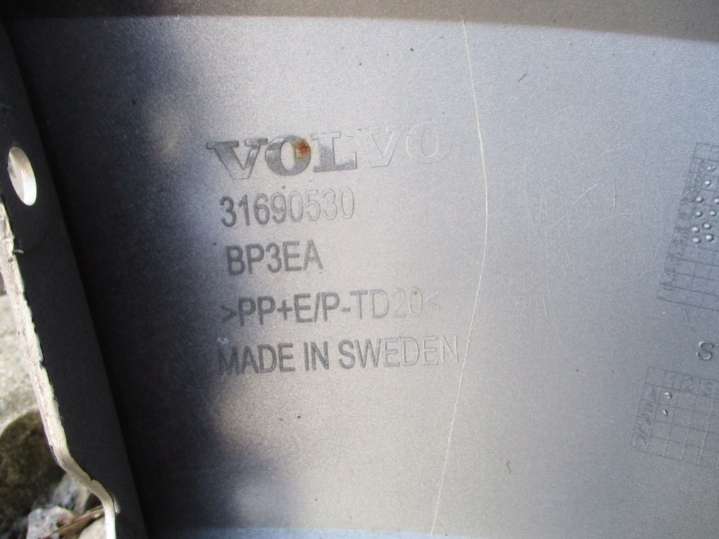 VOLVO
31690530
BP3EA
>PP+E/P-TD20<
MADE IN SWEDEN
S